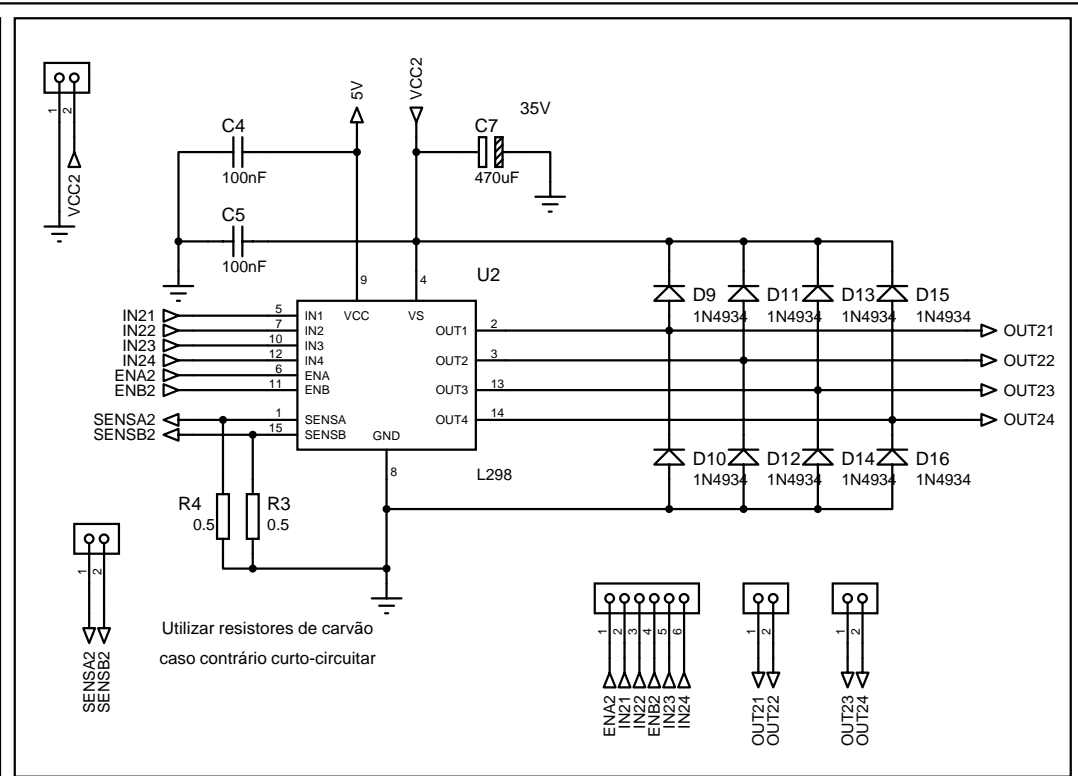 1
2
VCC2
5V
VCC2
35V
C4
100nF
C7
470uF
C5
100nF
9
4
U2
VCC
VS
IN21
5
IN1
IN22
7
IN2
IN23
10
IN3
IN24
12
IN4
ENA2
6
ENA
ENB2
11
ENB
SENSA2
1
SENSA
SENSB2
15
SENSB
GND
8
L298
OUT1
2
OUT21
OUT2
3
OUT22
OUT3
13
OUT23
OUT4
14
OUT24
D9
1N4934
D11
1N4934
D13
1N4934
D15
1N4934
D10
1N4934
D12
1N4934
D14
1N4934
D16
1N4934
R4
0.5
R3
0.5
1
2
SENSA2
SENSB2
Utilizar resistores de carvão
caso contrário curto-circuitar
1
2
3
4
5
6
ENA2
IN21
IN22
ENB2
IN23
IN24
1
2
OUT21
OUT22
1
2
OUT23
OUT24